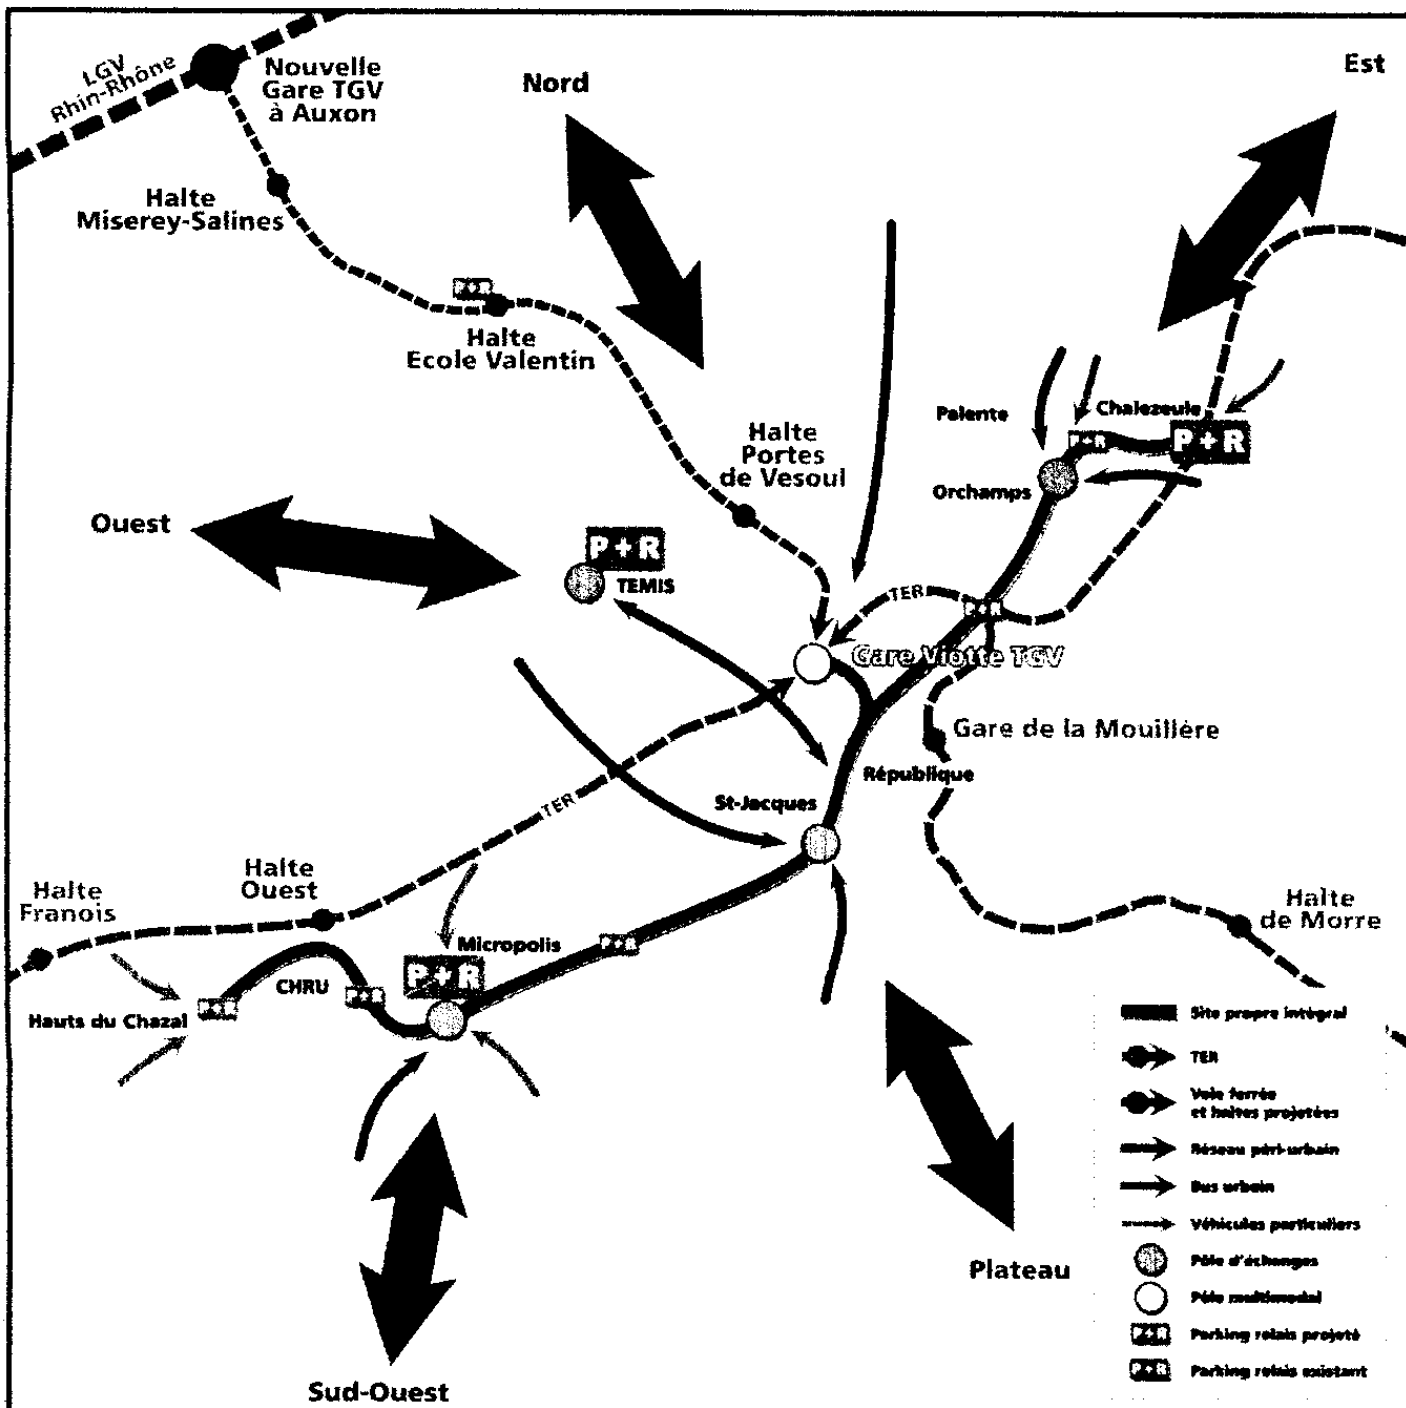 LGV
Rhin-Rhône
Nouvelle
Gare TGV
à Auxon
Nord
Est
Halte
Miserey-Salines
P+R
Halte
Ecole Valentin
Palente
Chalezeule
P+R
P+R
Halte
Portes
de Vesoul
Orchamps
Ouest
P+R
TEMIS
TER
P+R
Gare Viotte TGV
Gare de la Mouillère
République
St-Jacques
TER
Halte
Ouest
Halte
Franois
Halte
de Morre
Micropolis
P+R
P+R
CHRU
P+R
P+R
Hauts du Chazal
Plateau
Sud-Ouest
Site propre intégral
TER
Voie ferrée
et haltes projetées
Réseau péri-urbain
Bus urbain
Véhicules particuliers
Pôle d'échanges
Pôle multimodal
P+R Parking relais projeté
P+R Parking relais existant